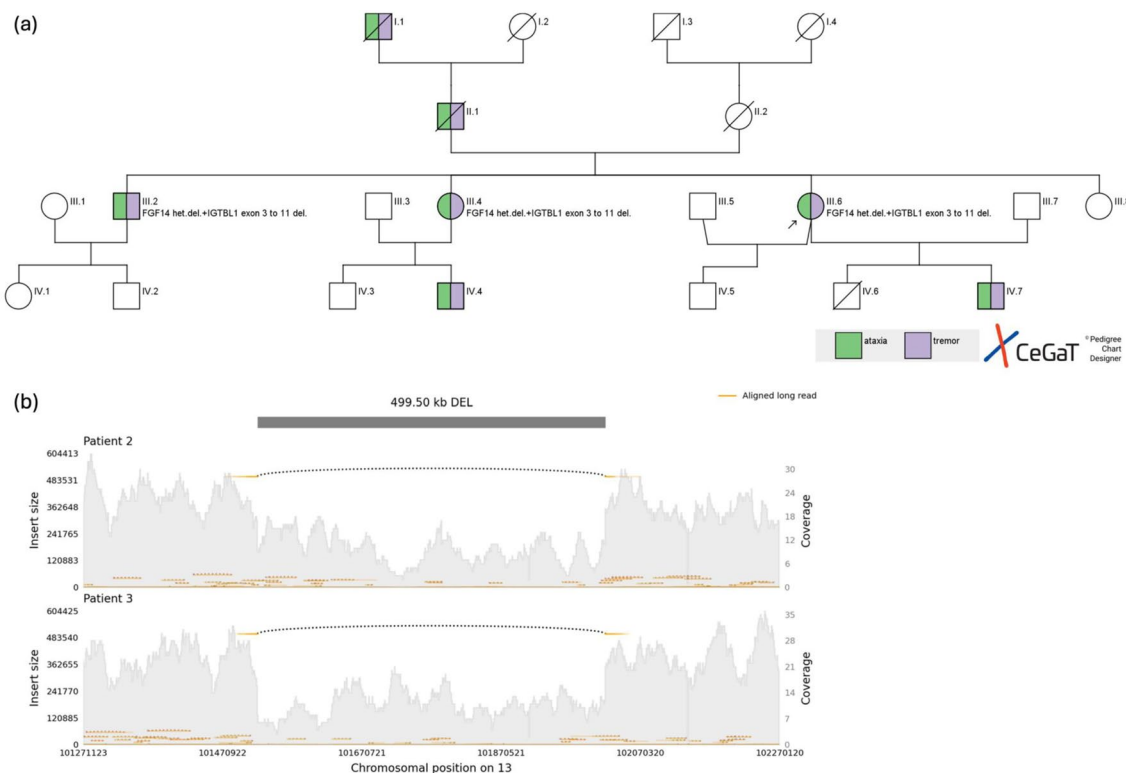 (a)
I.1
I.2
I.3
I.4
II.1
II.2
III.1
III.2
FGF14 het.del.+IGTBL1 exon 3 to 11 del.
III.3
III.4
FGF14 het.del.+IGTBL1 exon 3 to 11 del.
III.5
III.6
FGF14 het.del.+IGTBL1 exon 3 to 11 del.
III.7
IV.1
IV.2
IV.3
IV.4
IV.5
IV.6
IV.7
ataxia
tremor
CeGaT
© Pedigree
Chart
Designer
(b)
499.50 kb DEL
Aligned long read
Patient 2
604413
483531
362648
241765
120883
0
Insert size
30
24
18
12
6
0
Coverage
Patient 3
604425
483540
362655
241770
120885
0
Insert size
35
28
21
14
7
0
Coverage
101271123
101470922
101670721
101870521
102070320
102270120
Chromosomal position on 13